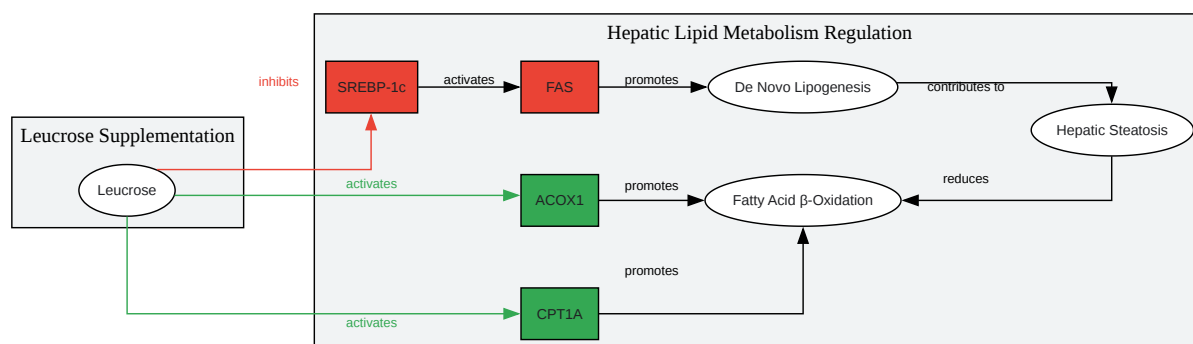 Hepatic Lipid Metabolism Regulation
inhibits
SREBP-1c
activates
FAS
promotes
De Novo Lipogenesis
contributes to
Hepatic Steatosis
Leucrose Supplementation
Leucrose
activates
ACOX1
promotes
Fatty Acid β-Oxidation
reduces
promotes
CPT1A
activates